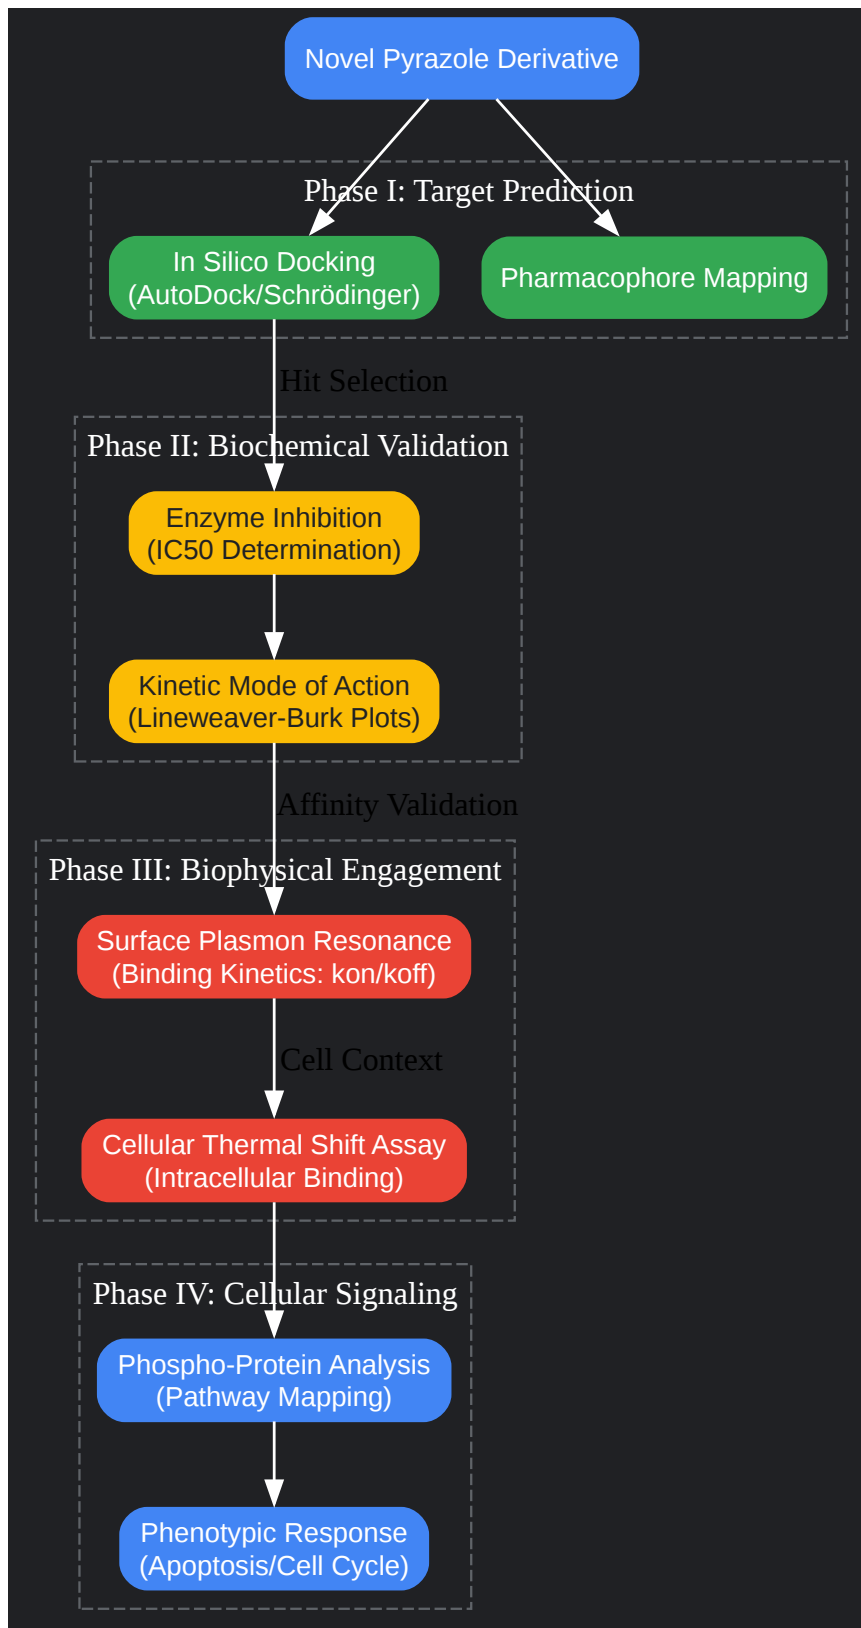 Novel Pyrazole Derivative
Phase I: Target Prediction
In Silico Docking
(AutoDock/Schrödinger)
Pharmacophore Mapping
Hit Selection
Phase II: Biochemical Validation
Enzyme Inhibition
(IC50 Determination)
Kinetic Mode of Action
(Lineweaver-Burk Plots)
Affinity Validation
Phase III: Biophysical Engagement
Surface Plasmon Resonance
(Binding Kinetics: kon/koff)
Cell Context
Cellular Thermal Shift Assay
(Intracellular Binding)
Phase IV: Cellular Signaling
Phospho-Protein Analysis
(Pathway Mapping)
Phenotypic Response
(Apoptosis/Cell Cycle)